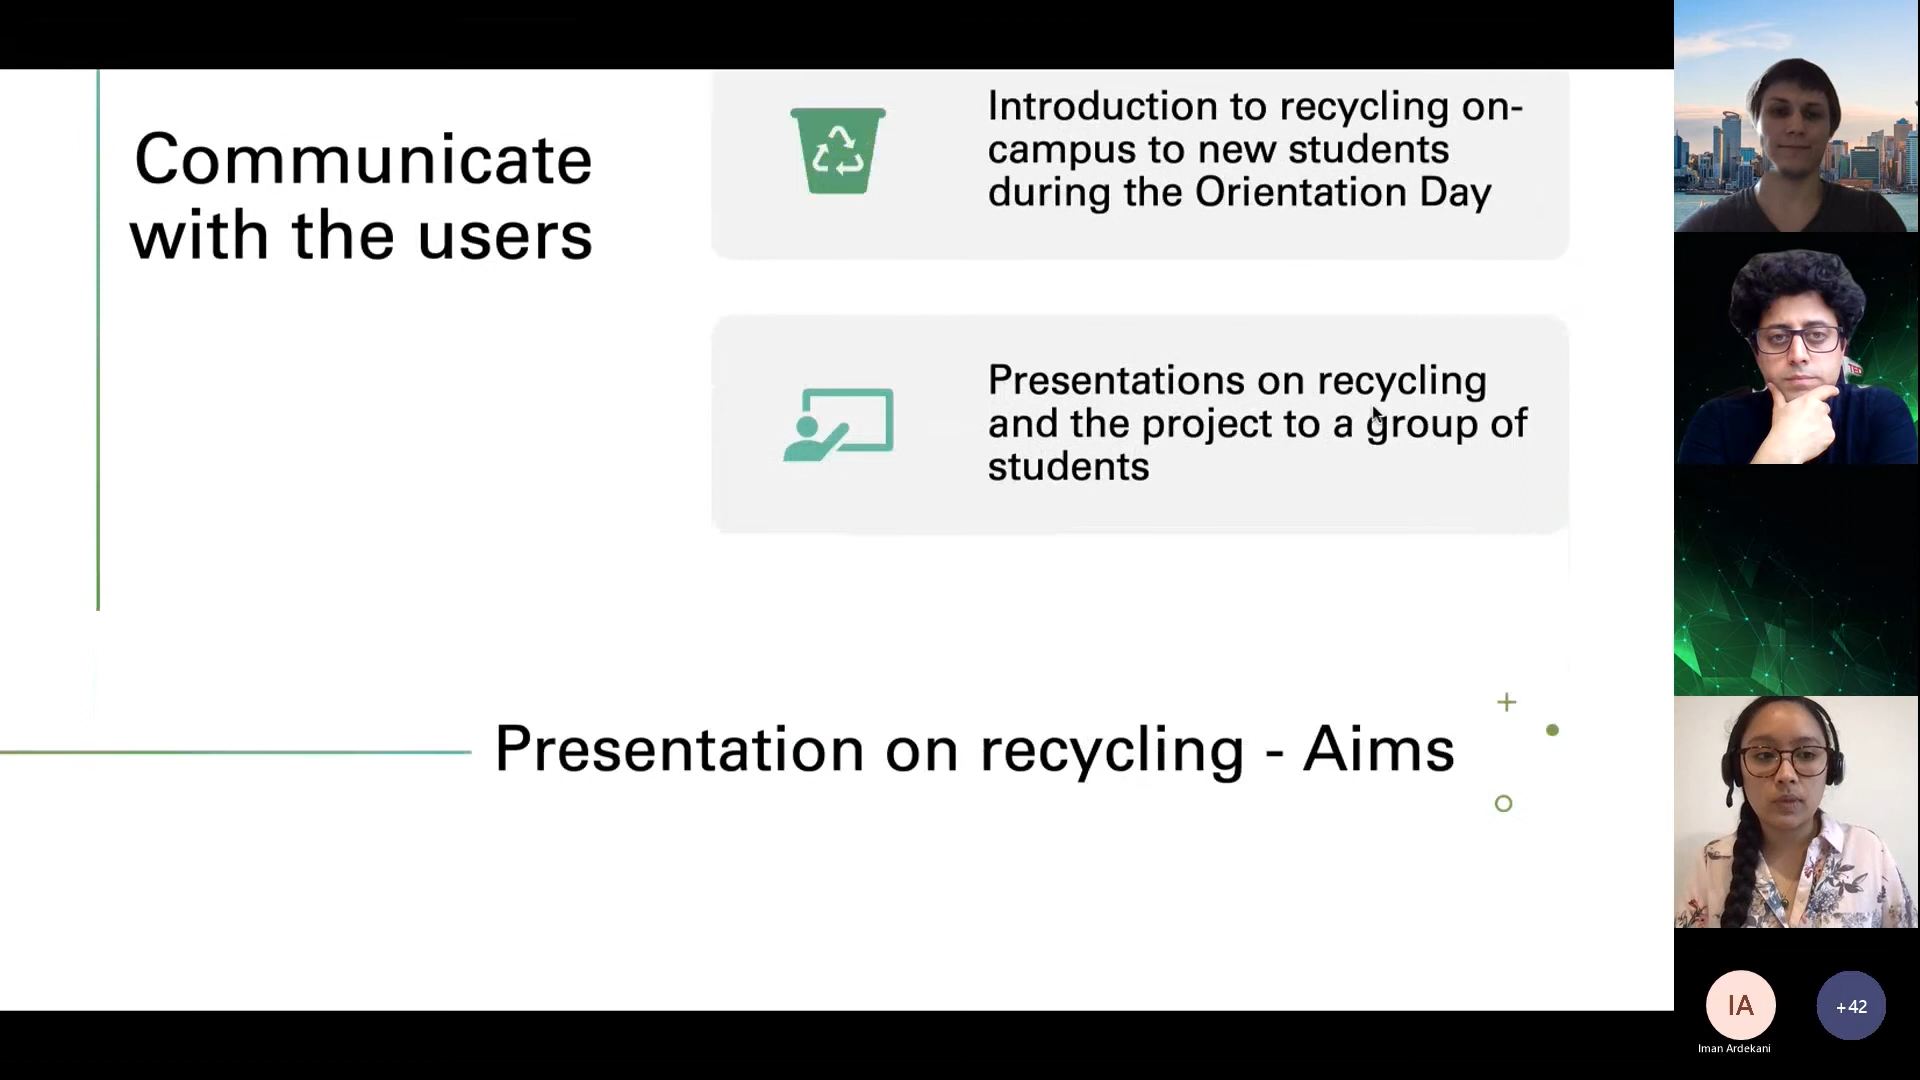 Communicate
with the users
Introduction to recycling on-
campus to new students
during the Orientation Day
Presentations on recycling
and the project to a group of
students
Presentation on recycling - Aims
TED
IA
+42
Iman Ardekani